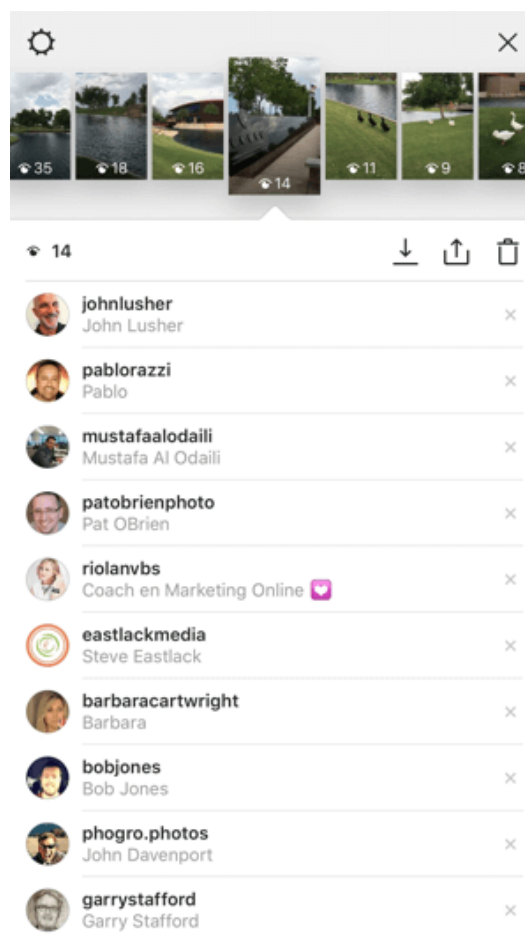 35
18
16
14
11
9
8
14
johnlusher
John Lusher
pablorazzi
Pablo
mustafaalodaili
Mustafa Al Odaili
patobrienphoto
Pat OBrien
riolanvbs
Coach en Marketing Online 💟
eastlackmedia
Steve Eastlack
barbaracartwright
Barbara
bobjones
Bob Jones
phogro.photos
John Davenport
garrystafford
Garry Stafford